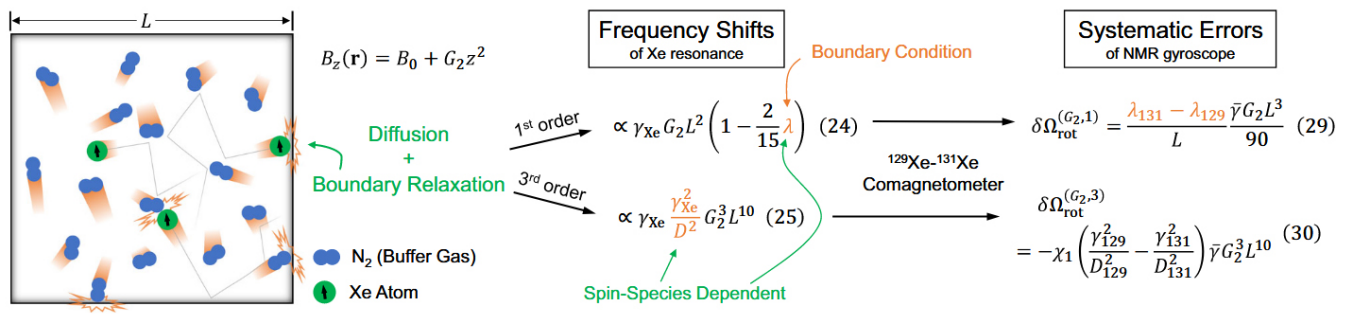 L
B_z(r) = B_0 + G_2 z^2
Diffusion
+
Boundary Relaxation
N_2 (Buffer Gas)
Xe Atom
1st order
3rd order
Frequency Shifts
of Xe resonance
Boundary Condition
∝ γ_Xe G_2 L^2 (1 − 2/15 λ) (24)
∝ γ_Xe γ_Xe^2/D^2 G_2^3 L^10 (25)
Spin-Species Dependent
^129Xe-^131Xe
Comagnetometer
Systematic Errors
of NMR gyroscope
δΩ_rot^(G_2,1) = (λ_131 − λ_129)/L γ̄G_2L^3/90 (29)
δΩ_rot^(G_2,3)
= −χ_1 (γ_129^2/D_129^2 − γ_131^2/D_131^2) γ̄G_2^3L^10 (30)